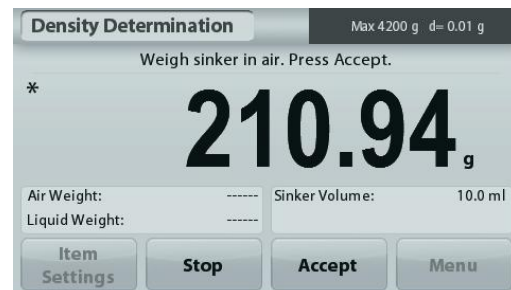 Density Determination Max 4200 g d= 0.01 g
Weigh sinker in air. Press Accept.
* 210.94 g
Air Weight: ------ Sinker Volume: 10.0 ml
Liquid Weight: ------
Item Settings Stop Accept Menu